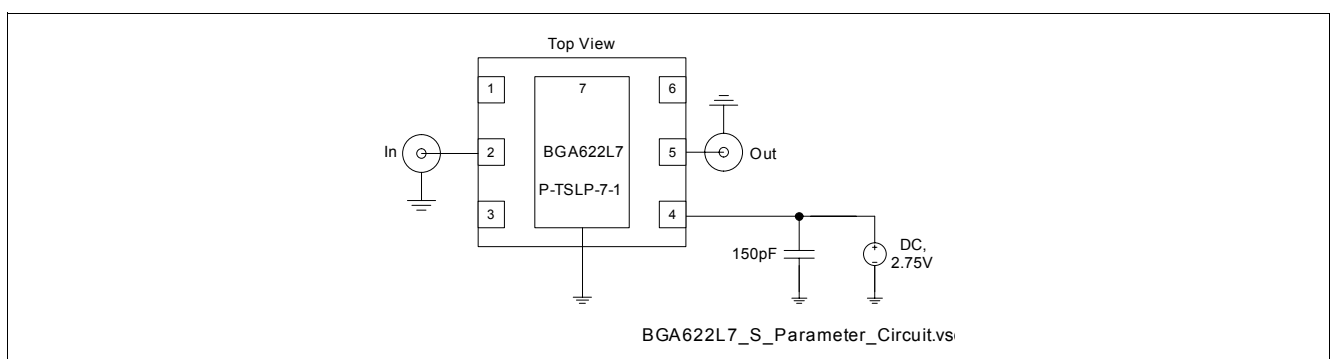 Top View
1
7
6
In
2
BGA622L7
5
Out
P-TSLP-7-1
3
4
150pF
+
–
DC,
2.75V
BGA622L7_S_Parameter_Circuit.vs